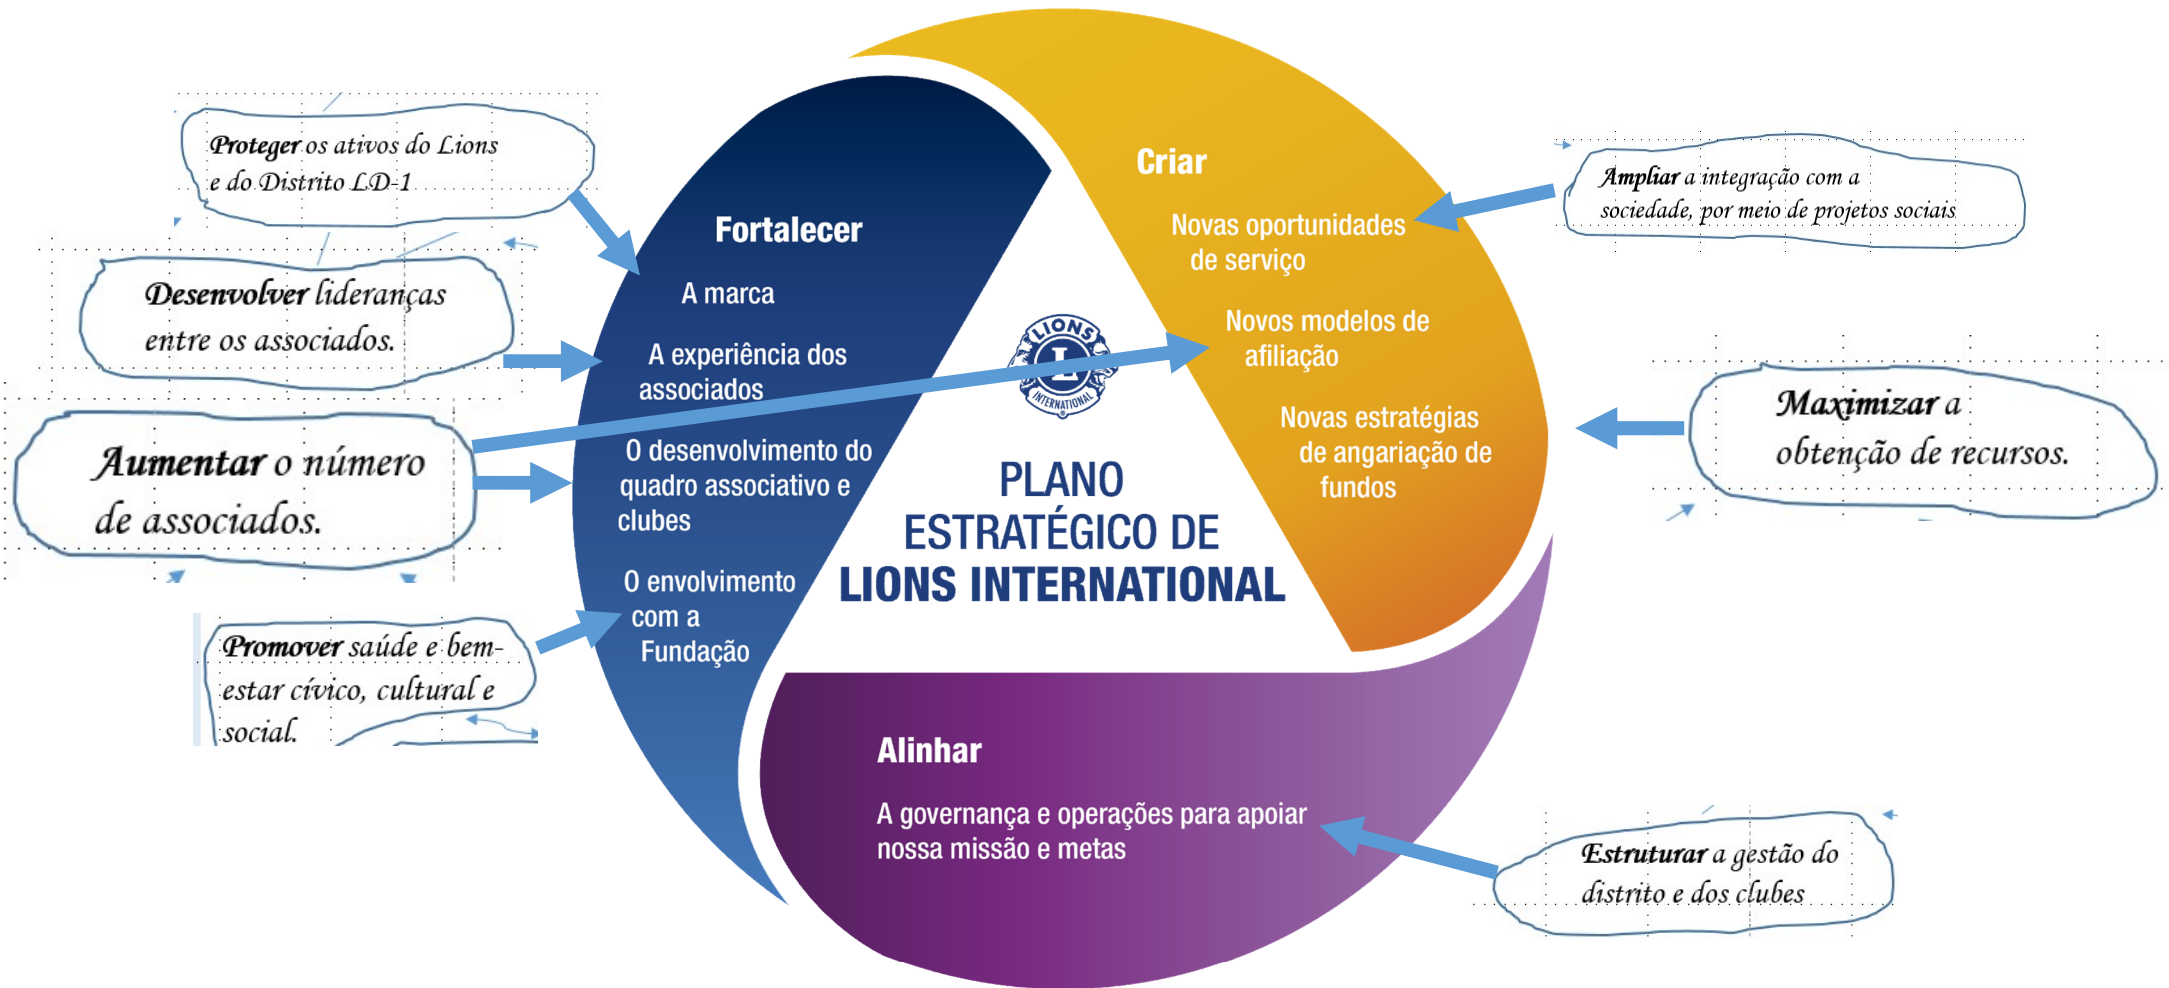 Proteger os ativos do Lions
e do Distrito LD-1
Desenvolver lideranças
entre os associados.
Aumentar o número
de associados.
Promover saúde e bem-
estar cívico, cultural e
social.
Fortalecer
A marca
A experiência dos
associados
O desenvolvimento do
quadro associativo e
clubes
O envolvimento
com a
Fundação
Criar
Novas oportunidades
de serviço
Novos modelos de
afiliação
Novas estratégias
de angariação de
fundos
LIONS
L
INTERNATIONAL
®
PLANO
ESTRATÉGICO DE
LIONS INTERNATIONAL
Alinhar
A governança e operações para apoiar
nossa missão e metas
Ampliar a integração com a
sociedade, por meio de projetos sociais
Maximizar a
obtenção de recursos.
Estruturar a gestão do
distrito e dos clubes